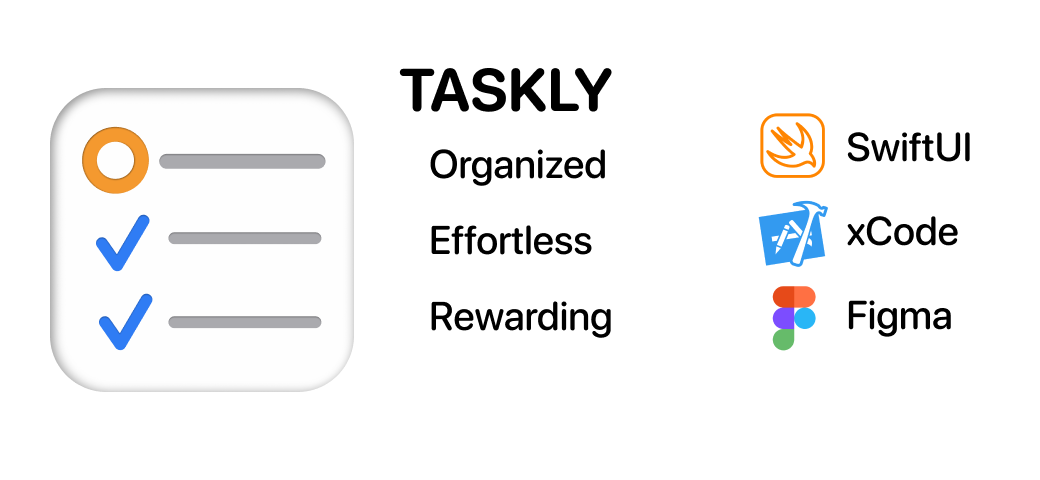 TASKLY
Organized
Effortless
Rewarding
SwiftUI
xCode
Figma